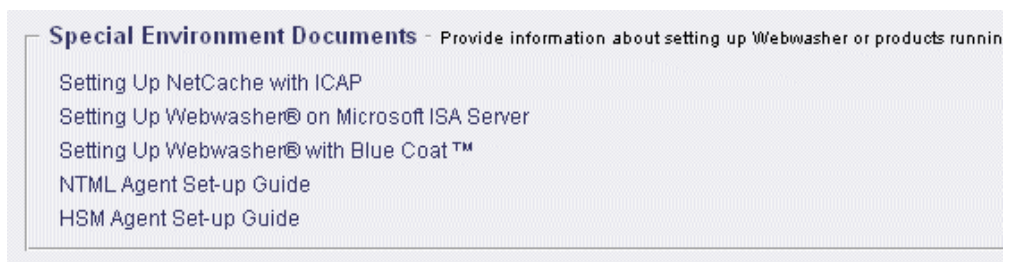 Special Environment Documents - Provide information about setting up Webwasher or products runnin
Setting Up NetCache with ICAP
Setting Up Webwasher® on Microsoft ISA Server
Setting Up Webwasher® with Blue Coat™
NTML Agent Set-up Guide
HSM Agent Set-up Guide